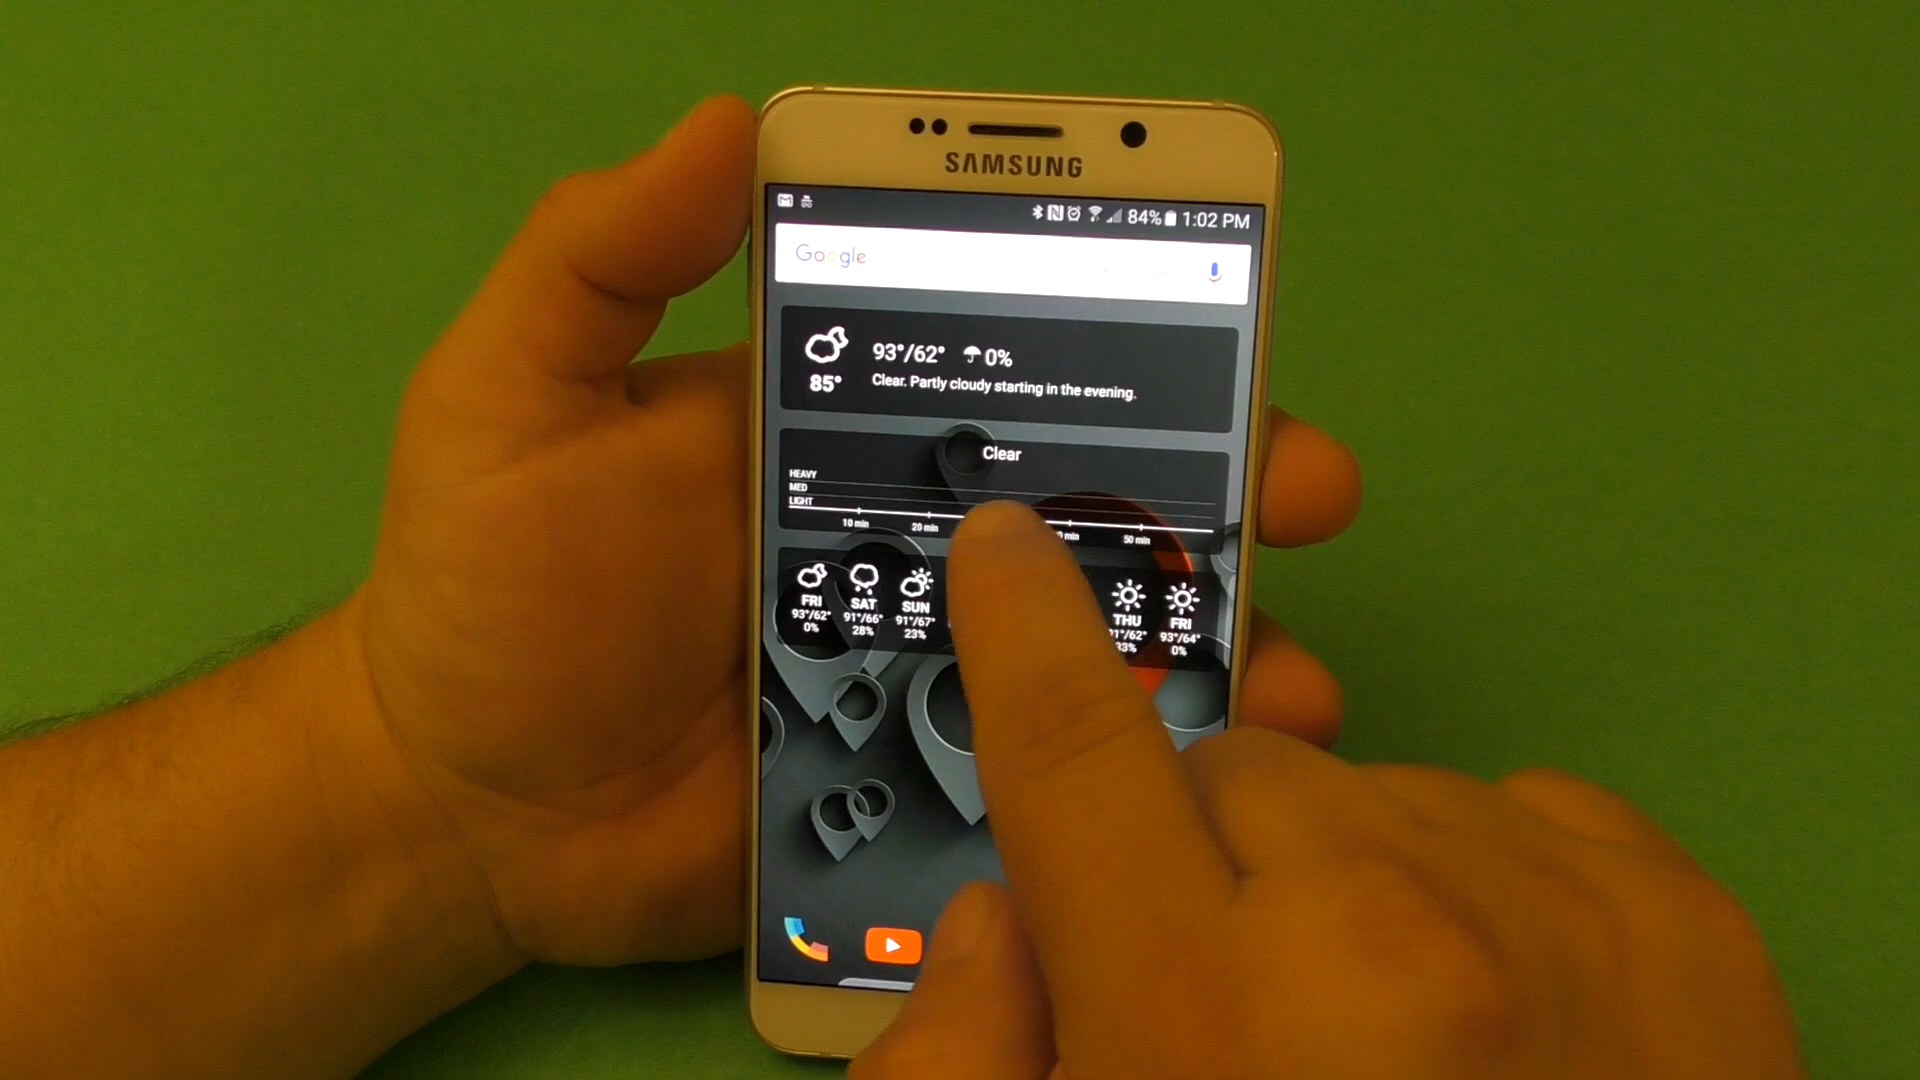 SAMSUNG
84% 1:02 PM
Google
93°/62° 0%
85°
Clear. Partly cloudy starting in the evening.
Clear
HEAVY
MED
LIGHT
10 min 20 min min 50 min
FRI SAT SUN THU FRI
93°/62° 91°/66° 91°/67° 1°/62° 93°/64°
0% 28% 23% 33% 0%